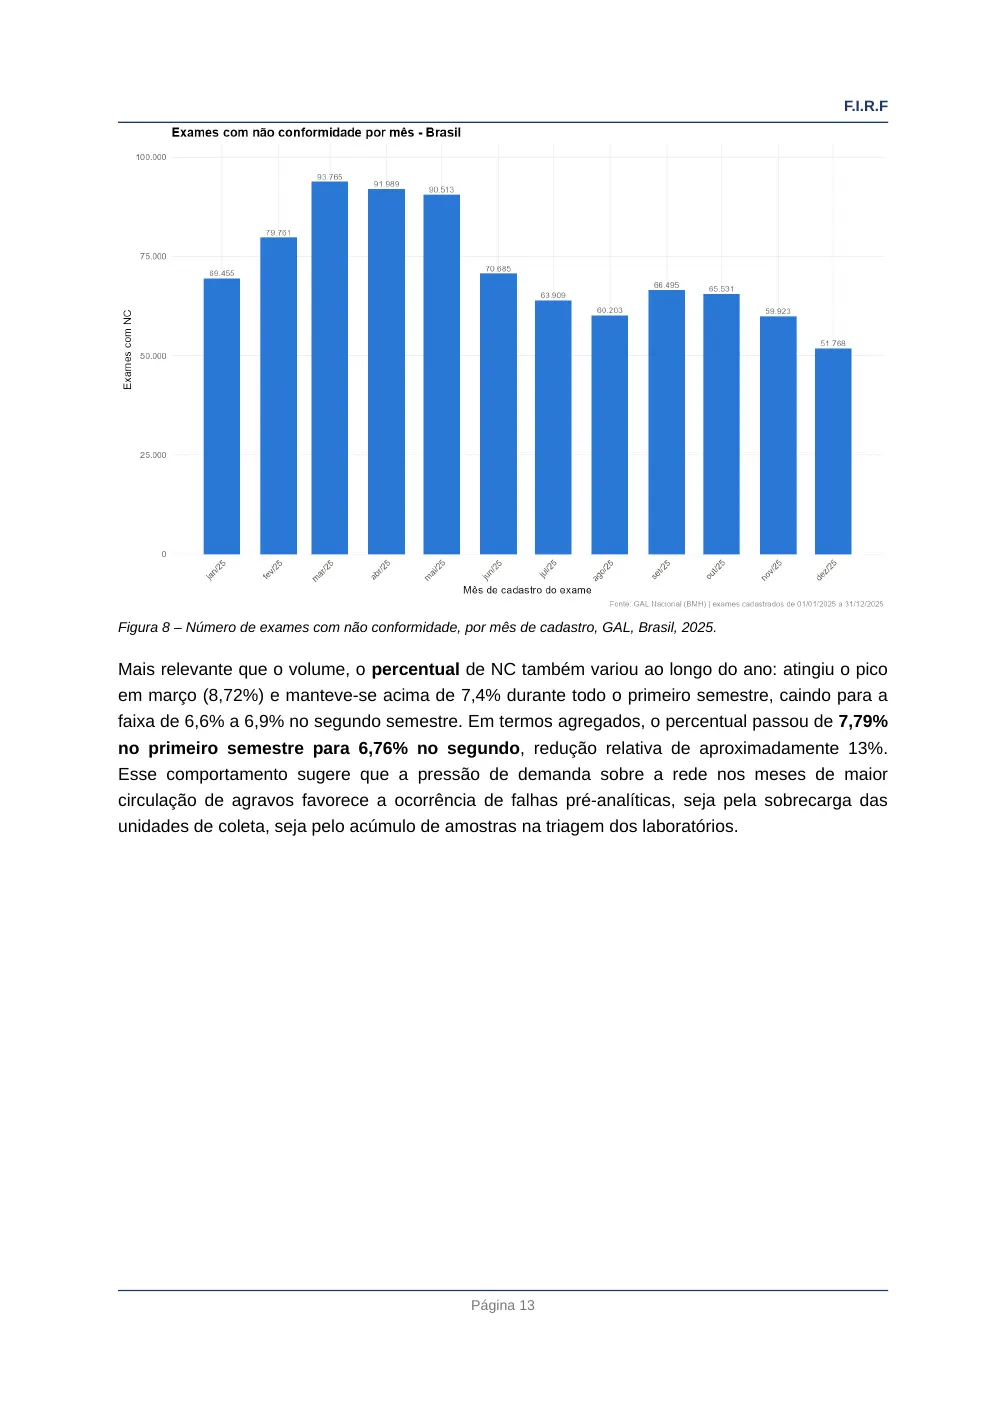 F.I.R.F
Exames com não conformidade por mês - Brasil
100.000
75.000
50.000
25.000
0
Exames com NC
69.455
79.761
93.765
91.989
90.513
70.685
63.909
60.203
66.495
65.531
59.923
51.768
jan/25
fev/25
mar/25
abr/25
mai/25
jun/25
jul/25
ago/25
set/25
out/25
nov/25
dez/25
Mês de cadastro do exame
Fonte: GAL Nacional (BMH) | exames cadastrados de 01/01/2025 a 31/12/2025
Figura 8 – Número de exames com não conformidade, por mês de cadastro, GAL, Brasil, 2025.
Mais relevante que o volume, o percentual de NC também variou ao longo do ano: atingiu o pico
em março (8,72%) e manteve-se acima de 7,4% durante todo o primeiro semestre, caindo para a
faixa de 6,6% a 6,9% no segundo semestre. Em termos agregados, o percentual passou de 7,79%
no primeiro semestre para 6,76% no segundo, redução relativa de aproximadamente 13%.
Esse comportamento sugere que a pressão de demanda sobre a rede nos meses de maior
circulação de agravos favorece a ocorrência de falhas pré-analíticas, seja pela sobrecarga das
unidades de coleta, seja pelo acúmulo de amostras na triagem dos laboratórios.
Página 13